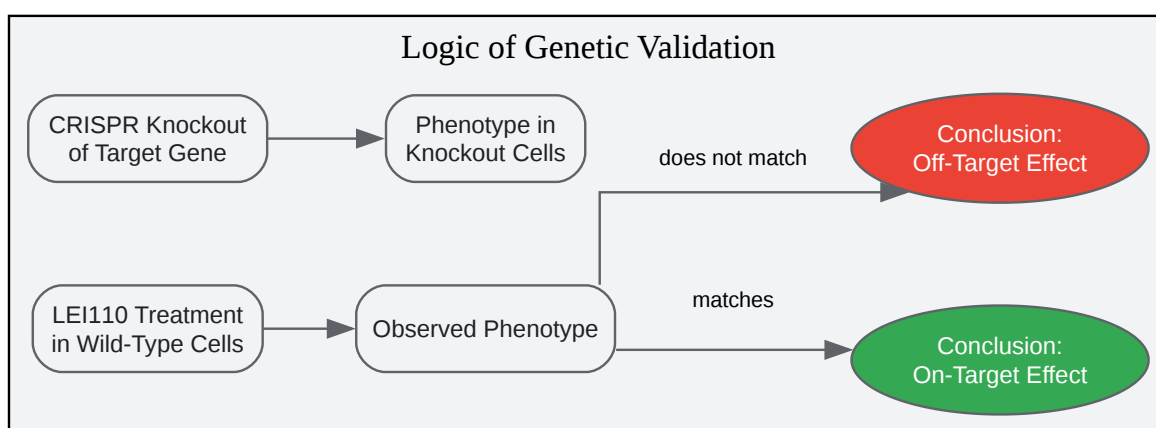 Logic of Genetic Validation
CRISPR Knockout
of Target Gene
Phenotype in
Knockout Cells
does not match
Conclusion:
Off-Target Effect
LEI110 Treatment
in Wild-Type Cells
Observed Phenotype
matches
Conclusion:
On-Target Effect